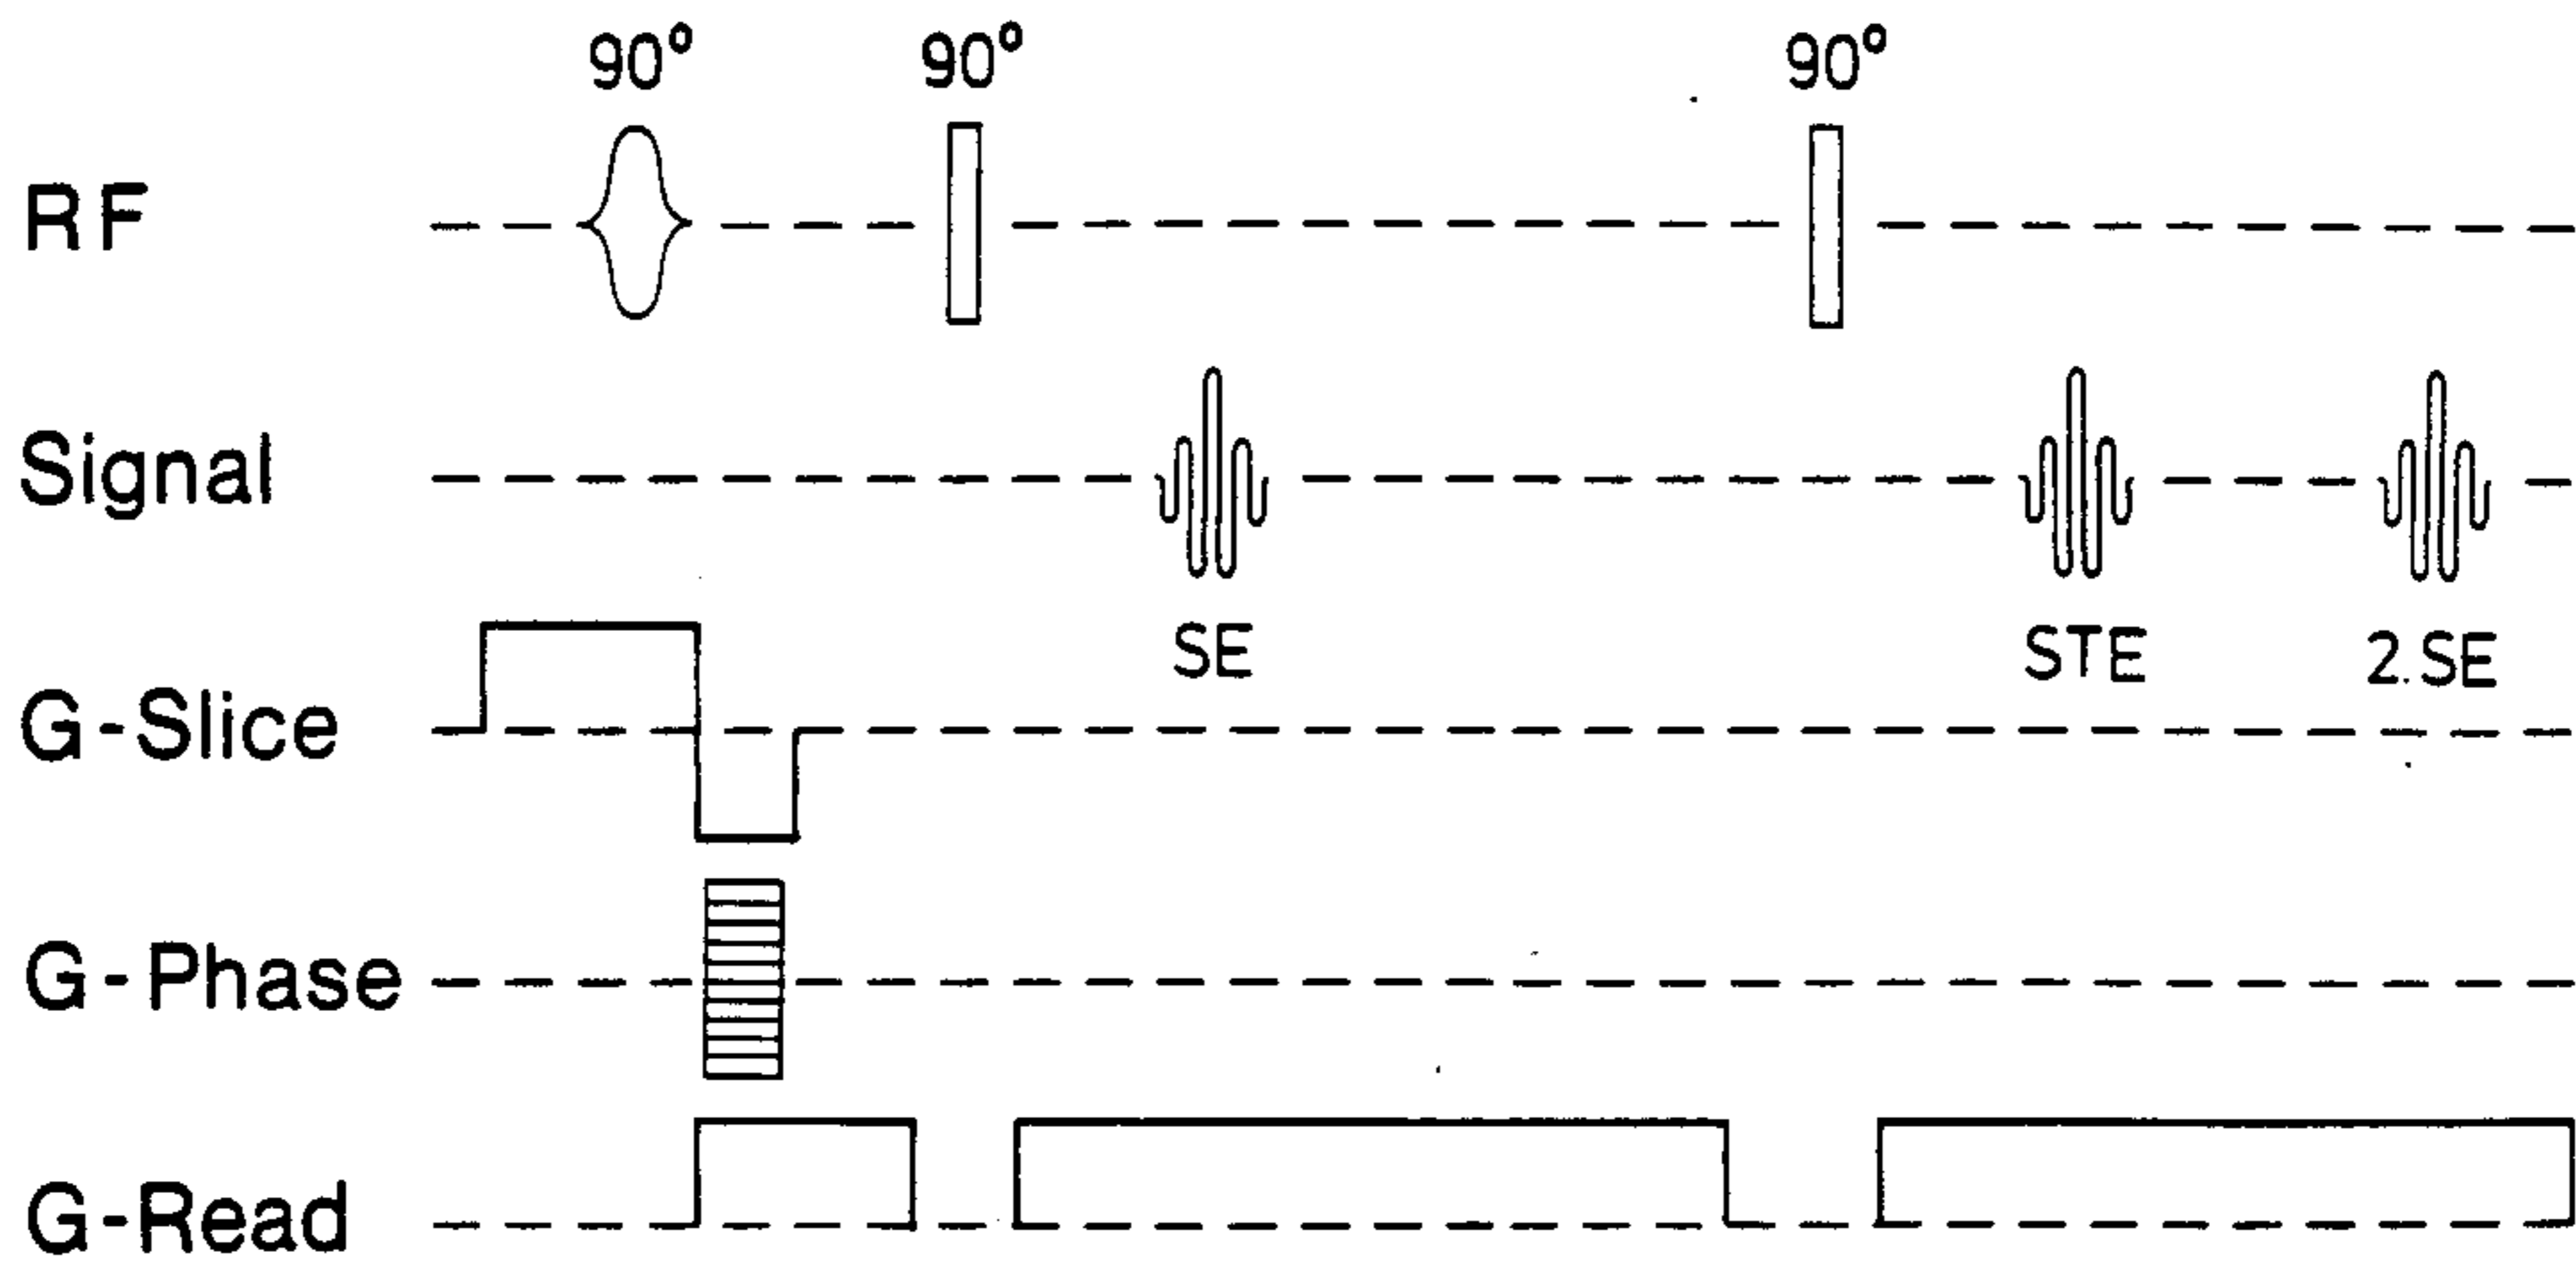 90° 90° 90°
RF
Signal
SE STE 2.SE
G-Slice
G-Phase
G-Read